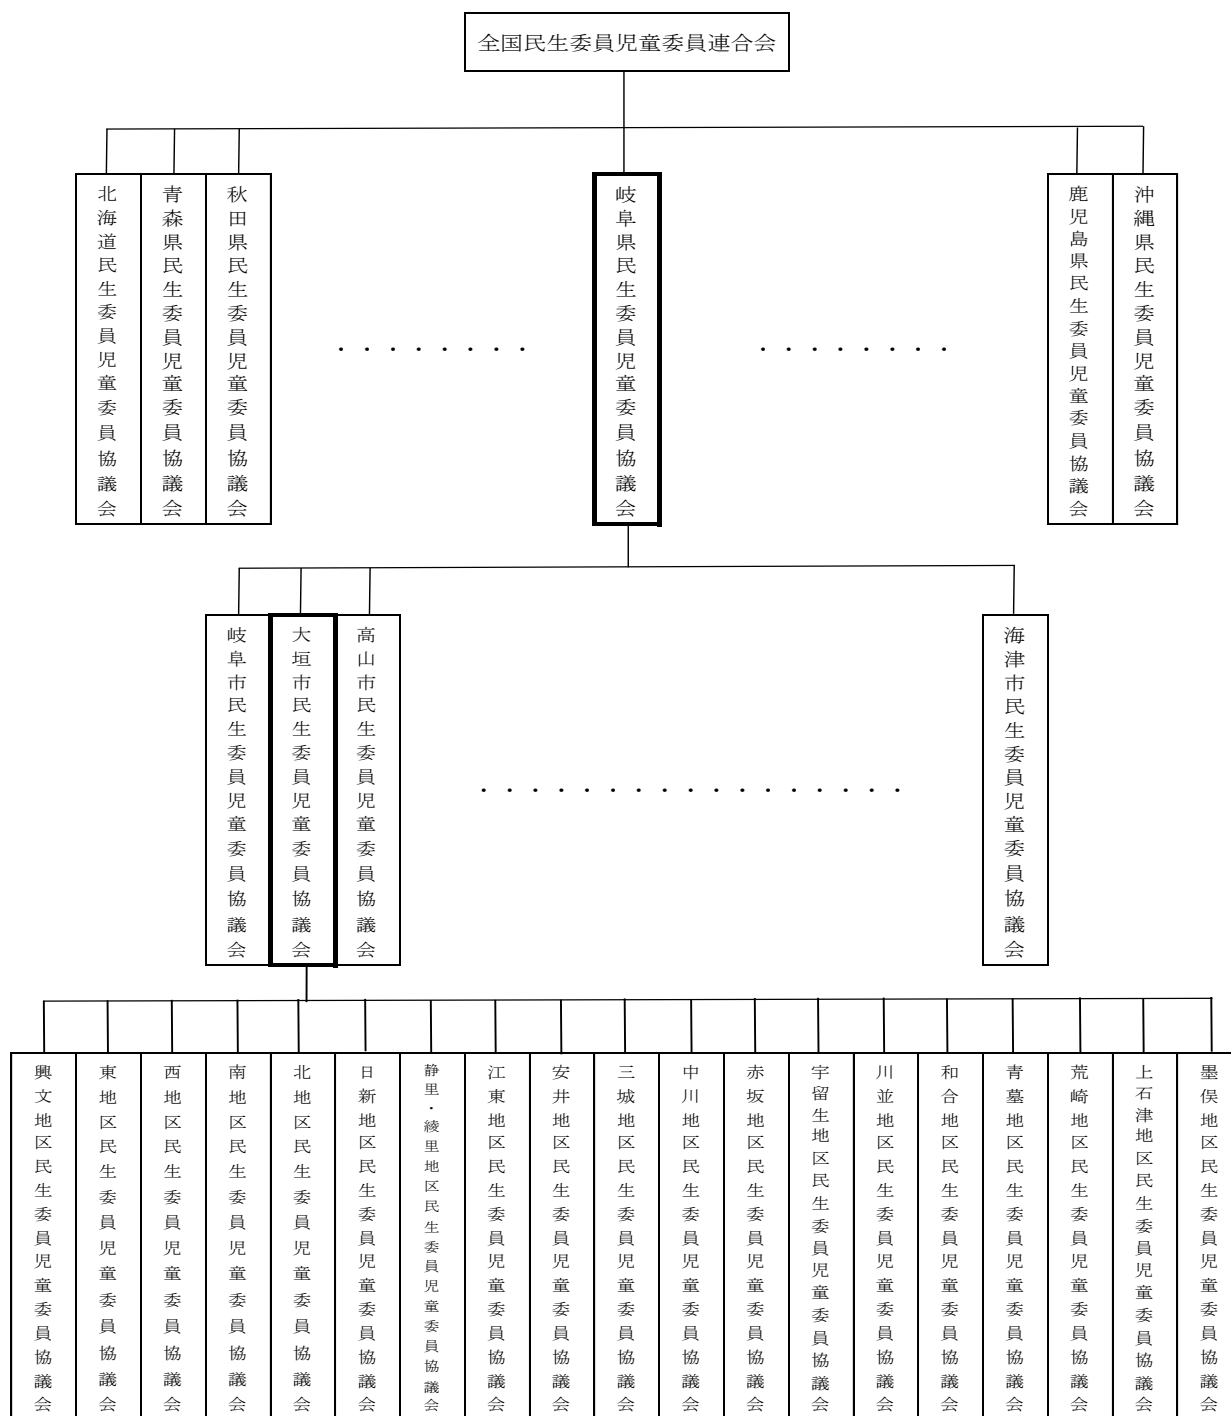 全国民生委員児童委員連合会
北海道民生委員児童委員協議会
青森県民生委員児童委員協議会
秋田県民生委員児童委員協議会
・・・・・・・・
岐阜県民生委員児童委員協議会
・・・・・・・・
鹿児島県民生委員児童委員協議会
沖縄県民生委員児童委員協議会
岐阜市民生委員児童委員協議会
大垣市民生委員児童委員協議会
高山市民生委員児童委員協議会
・・・・・・・・・・・・・・・・・
海津市民生委員児童委員協議会
興文地区民生委員児童委員協議会
東地区民生委員児童委員協議会
西地区民生委員児童委員協議会
南地区民生委員児童委員協議会
北地区民生委員児童委員協議会
日新地区民生委員児童委員協議会
静里・綾里地区民生委員児童委員協議会
江東地区民生委員児童委員協議会
安井地区民生委員児童委員協議会
三城地区民生委員児童委員協議会
中川地区民生委員児童委員協議会
赤坂地区民生委員児童委員協議会
宇留生地区民生委員児童委員協議会
川並地区民生委員児童委員協議会
和合地区民生委員児童委員協議会
青墓地区民生委員児童委員協議会
荒崎地区民生委員児童委員協議会
上石津地区民生委員児童委員協議会
墨俣地区民生委員児童委員協議会